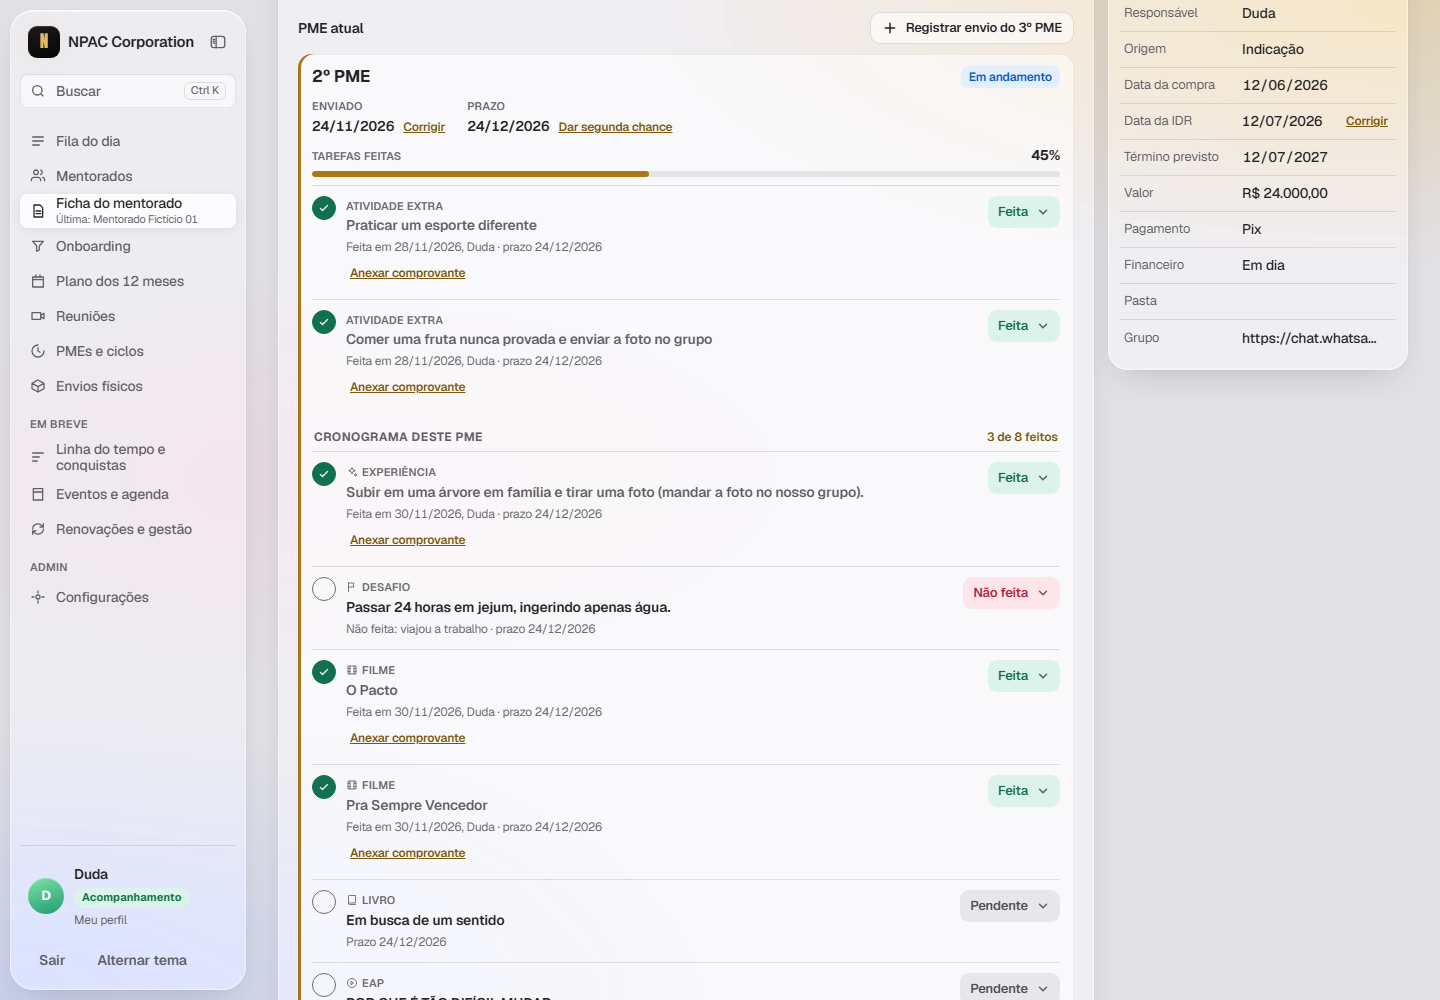 NPAC Corporation
Buscar
Ctrl K
Fila do dia
Mentorados
Ficha do mentorado
Última: Mentorado Fictício 01
Onboarding
Plano dos 12 meses
Reuniões
PMEs e ciclos
Envios físicos
EM BREVE
Linha do tempo e
conquistas
Eventos e agenda
Renovações e gestão
ADMIN
Configurações
D
Duda
Acompanhamento
Meu perfil
Sair
Alternar tema
PME atual
Registrar envio do 3º PME
2º PME
Em andamento
ENVIADO
PRAZO
24/11/2026 Corrigir
24/12/2026 Dar segunda chance
TAREFAS FEITAS
45%
ATIVIDADE EXTRA
Praticar um esporte diferente
Feita em 28/11/2026, Duda · prazo 24/12/2026
Anexar comprovante
Feita
ATIVIDADE EXTRA
Comer uma fruta nunca provada e enviar a foto no grupo
Feita em 28/11/2026, Duda · prazo 24/12/2026
Anexar comprovante
Feita
CRONOGRAMA DESTE PME
3 de 8 feitos
EXPERIÊNCIA
Subir em uma árvore em família e tirar uma foto (mandar a foto no nosso grupo).
Feita em 30/11/2026, Duda · prazo 24/12/2026
Anexar comprovante
Feita
DESAFIO
Passar 24 horas em jejum, ingerindo apenas água.
Não feita: viajou a trabalho · prazo 24/12/2026
Não feita
FILME
O Pacto
Feita em 30/11/2026, Duda · prazo 24/12/2026
Anexar comprovante
Feita
FILME
Pra Sempre Vencedor
Feita em 30/11/2026, Duda · prazo 24/12/2026
Anexar comprovante
Feita
LIVRO
Em busca de um sentido
Prazo 24/12/2026
Pendente
EAP
POR QUE É TÃO DIFÍCIL MUDAR
Pendente
Responsável
Duda
Origem
Indicação
Data da compra
12/06/2026
Data da IDR
12/07/2026
Corrigir
Término previsto
12/07/2027
Valor
R$ 24.000,00
Pagamento
Pix
Financeiro
Em dia
Pasta
Grupo
https://chat.whatsa...